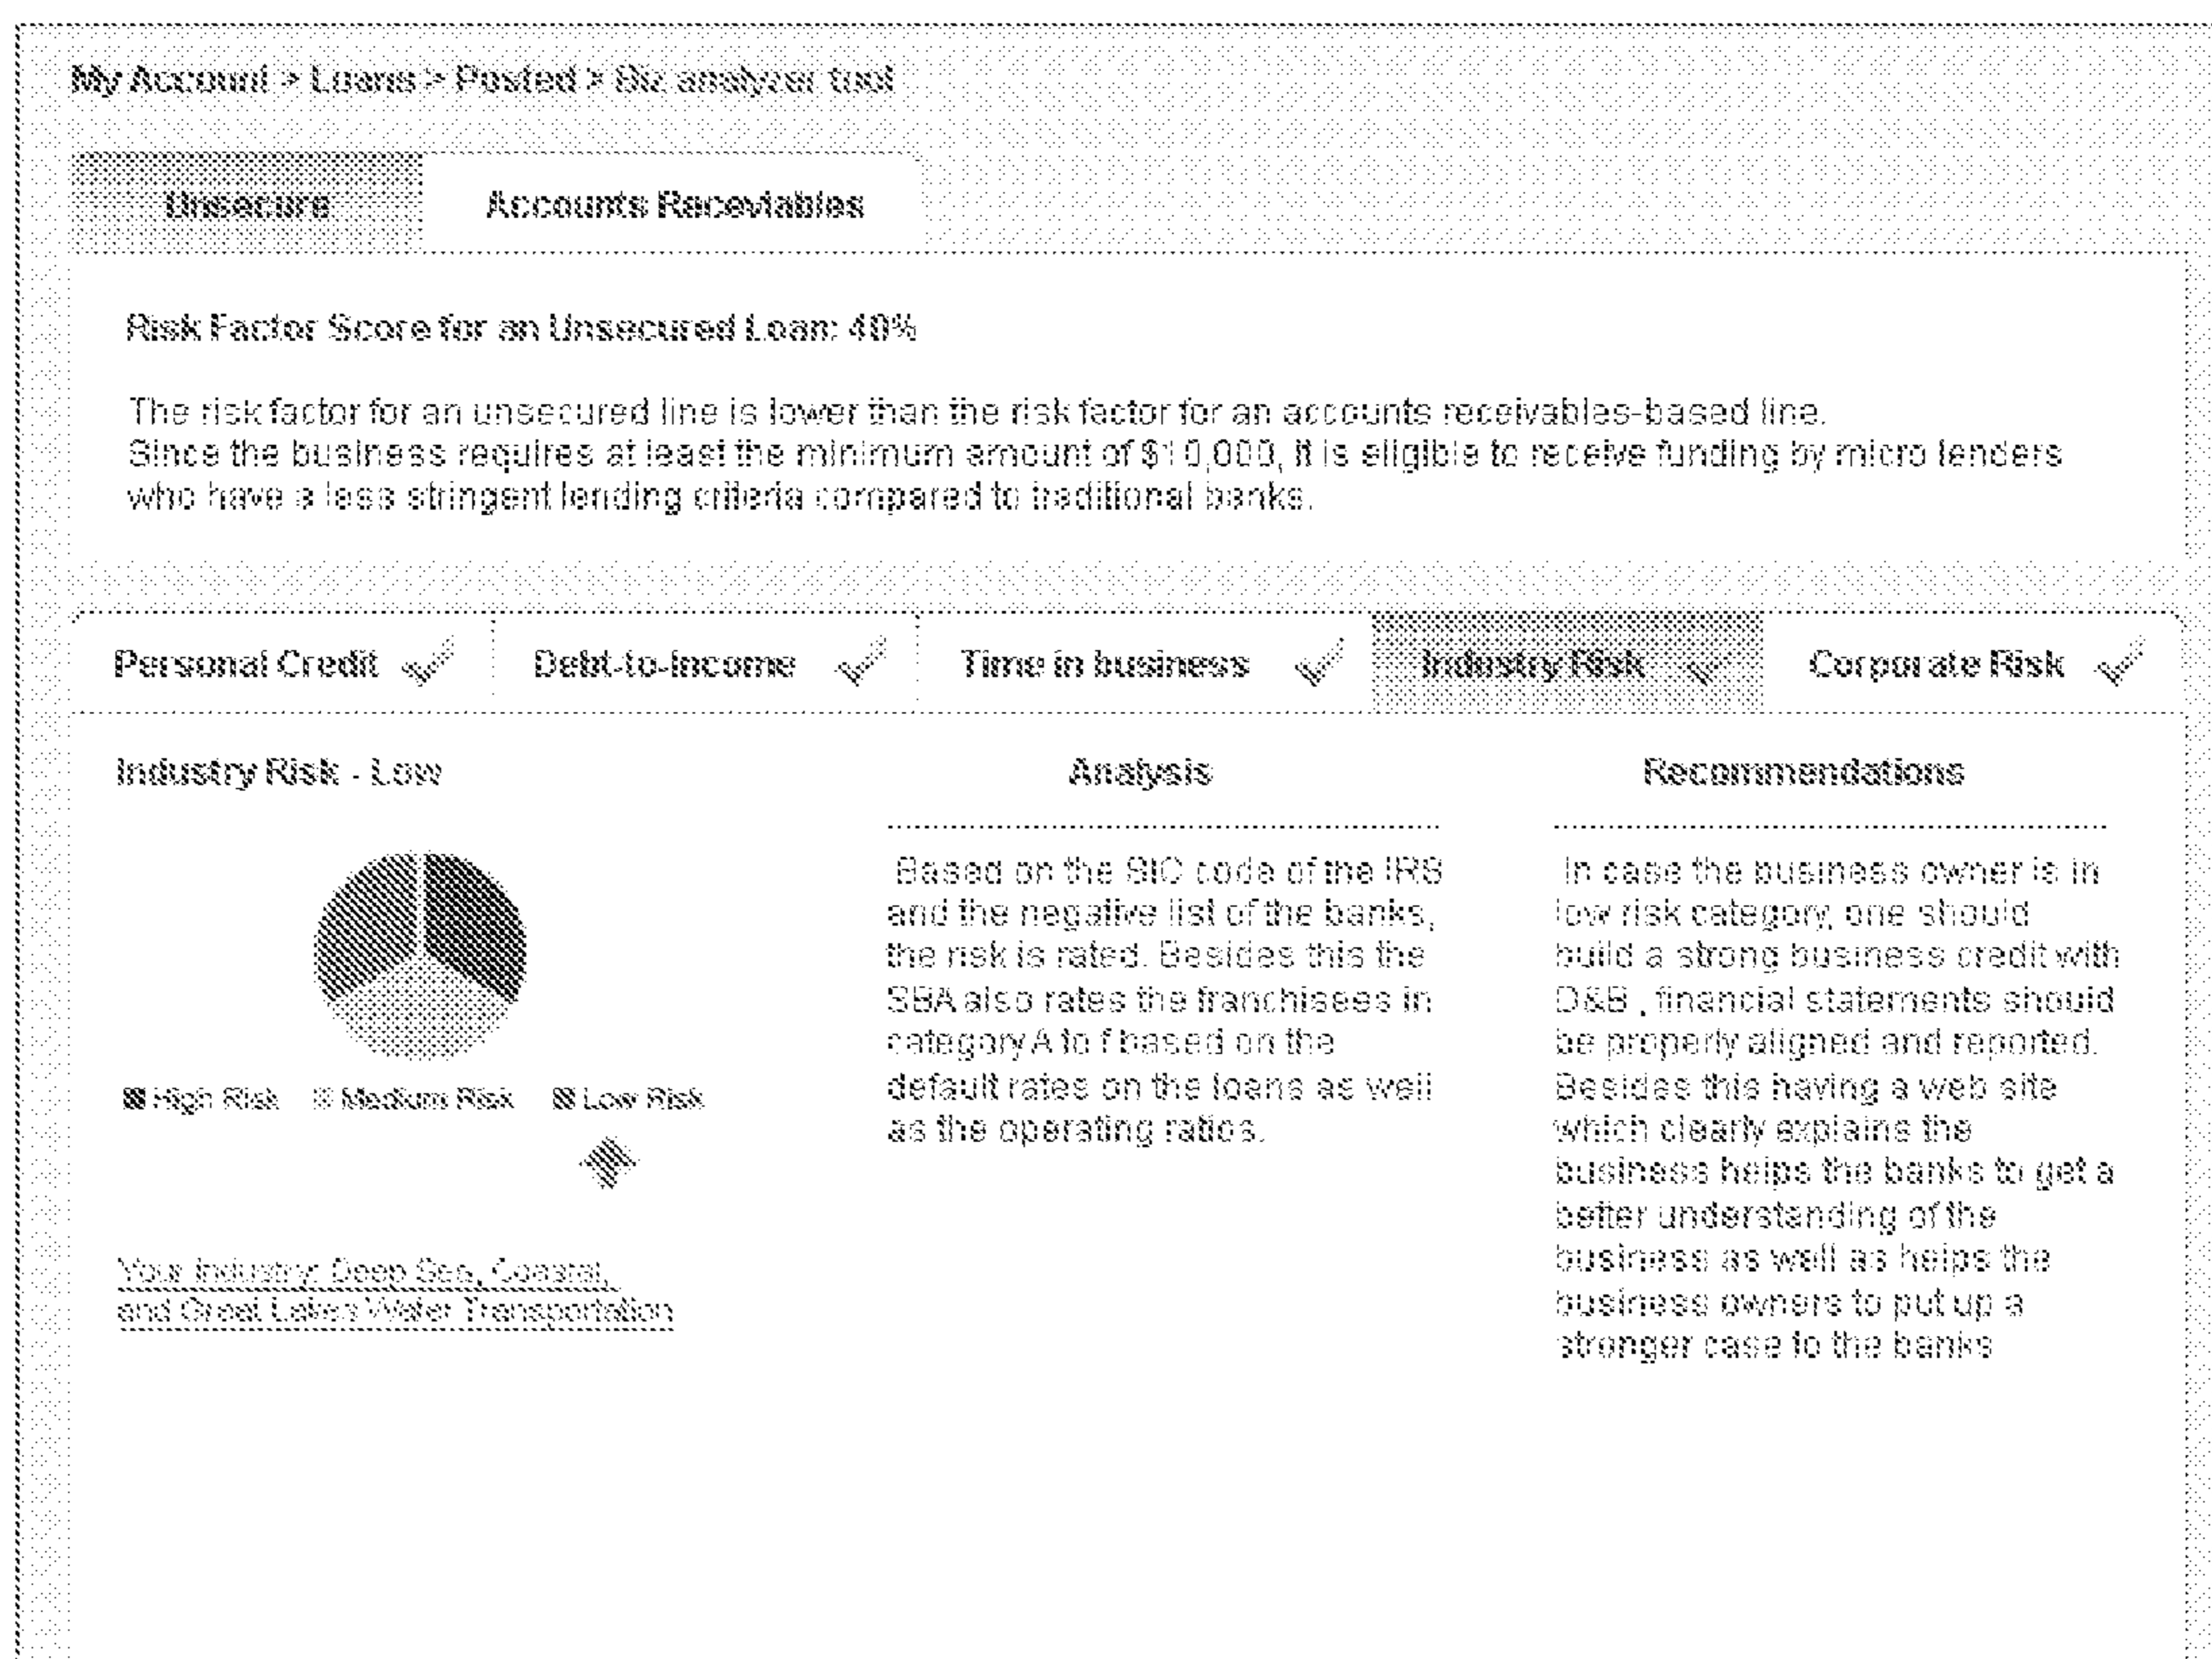 My Account > Loans > Posted > Biz analyzer tool
Unsecure
Accounts Receviables
Risk Factor Score for an Unsecured Loan: 40%
The risk factor for an unsecured line is lower than the risk factor for an accounts receivables-based line.
Since the business requires at least the minimum amount of $10,000, it is eligible to receive funding by micro lenders
who have a less stringent lending criteria compared to traditional banks.
Personal Credit
Debt-to-Income
Time in business
Industry Risk
Corporate Risk
Industry Risk - Low
High Risk Medium Risk Low Risk
Your Industry: Deep Sea, Coastal,
and Great Lakes Water Transportation
Analysis
Based on the SIC code of the IRS
and the negative list of the banks,
the risk is rated. Besides this the
SBA also rates the franchisees in
category A to f based on the
default rates on the loans as well
as the operating ratios.
Recommendations
In case the business owner is in
low risk category, one should
build a strong business credit with
D&B , financial statements should
be properly aligned and reported.
Besides this having a web site
which clearly explains the
business helps the banks to get a
better understanding of the
business as well as helps the
business owners to put up a
stronger case to the banks